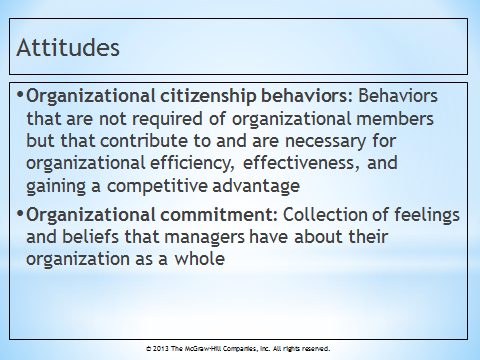 Attitudes
•Organizational citizenship behaviors: Behaviors
that are not required of organizational members
but that contribute to and are necessary for
organizational efficiency, effectiveness, and
gaining a competitive advantage
•Organizational commitment: Collection of feelings
and beliefs that managers have about their
organization as a whole
© 2013 The McGraw-Hill Companies, Inc. All rights reserved.